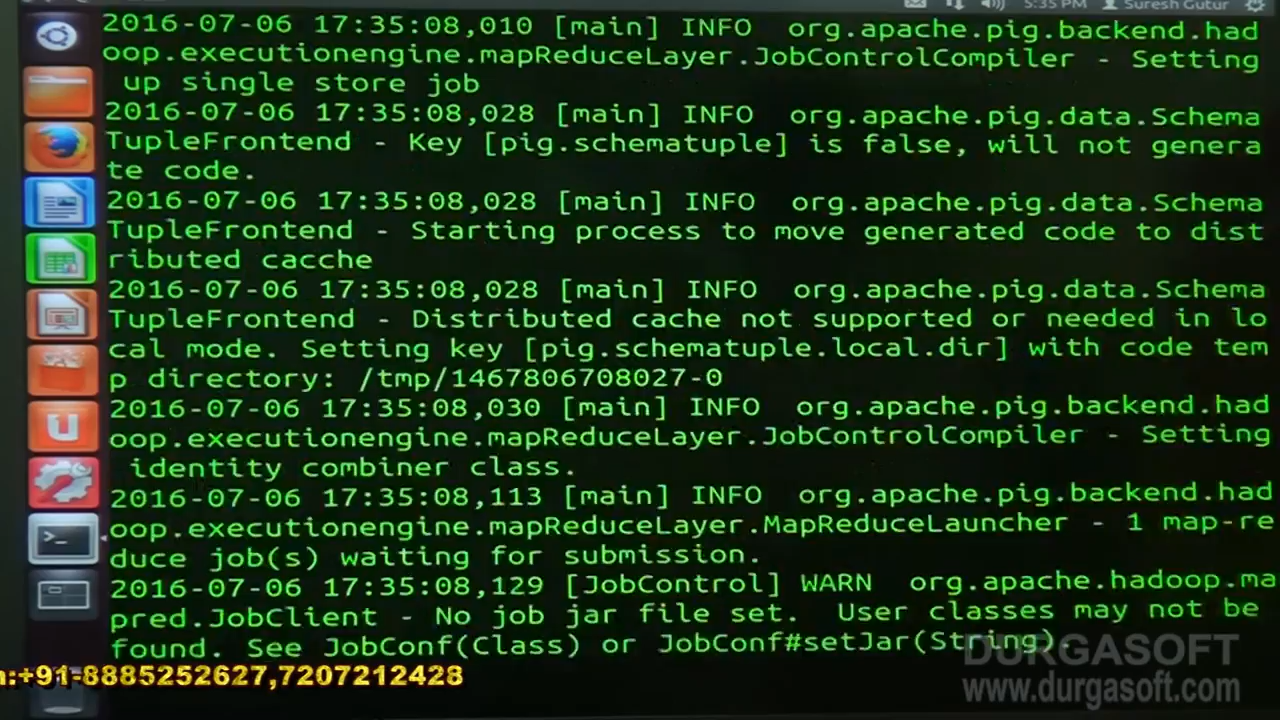 5:35 PM Suresh Gutur
2016-07-06 17:35:08,010 [main] INFO  org.apache.pig.backend.had
oop.executionengine.mapReduceLayer.JobControlCompiler - Setting
 up single store job
2016-07-06 17:35:08,028 [main] INFO  org.apache.pig.data.Schema
TupleFrontend - Key [pig.schematuple] is false, will not genera
te code.
2016-07-06 17:35:08,028 [main] INFO  org.apache.pig.data.Schema
TupleFrontend - Starting process to move generated code to dist
ributed cacche
2016-07-06 17:35:08,028 [main] INFO  org.apache.pig.data.Schema
TupleFrontend - Distributed cache not supported or needed in lo
cal mode. Setting key [pig.schematuple.local.dir] with code tem
p directory: /tmp/1467806708027-0
2016-07-06 17:35:08,030 [main] INFO  org.apache.pig.backend.had
oop.executionengine.mapReduceLayer.JobControlCompiler - Setting
 identity combiner class.
2016-07-06 17:35:08,113 [main] INFO  org.apache.pig.backend.had
oop.executionengine.mapReduceLayer.MapReduceLauncher - 1 map-re
duce job(s) waiting for submission.
2016-07-06 17:35:08,129 [JobControl] WARN  org.apache.hadoop.ma
pred.JobClient - No job jar file set.  User classes may not be
found. See JobConf(Class) or JobConf#setJar(String).
DURGASOFT
:+91-8885252627,7207212428
www.durgasoft.com